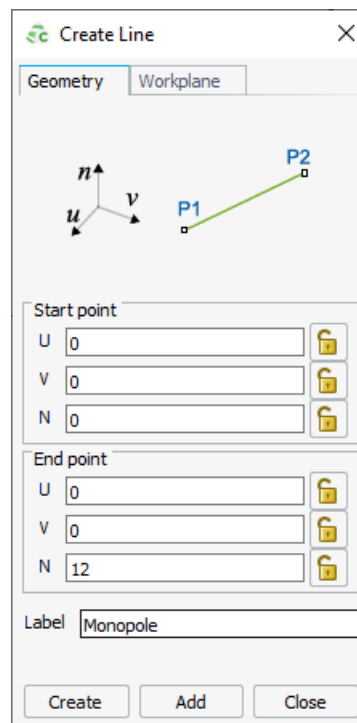 Create Line
Geometry Workplane
n
v
u
P1
P2
Start point
U 0
V 0
N 0
End point
U 0
V 0
N 12
Label Monopole
Create Add Close